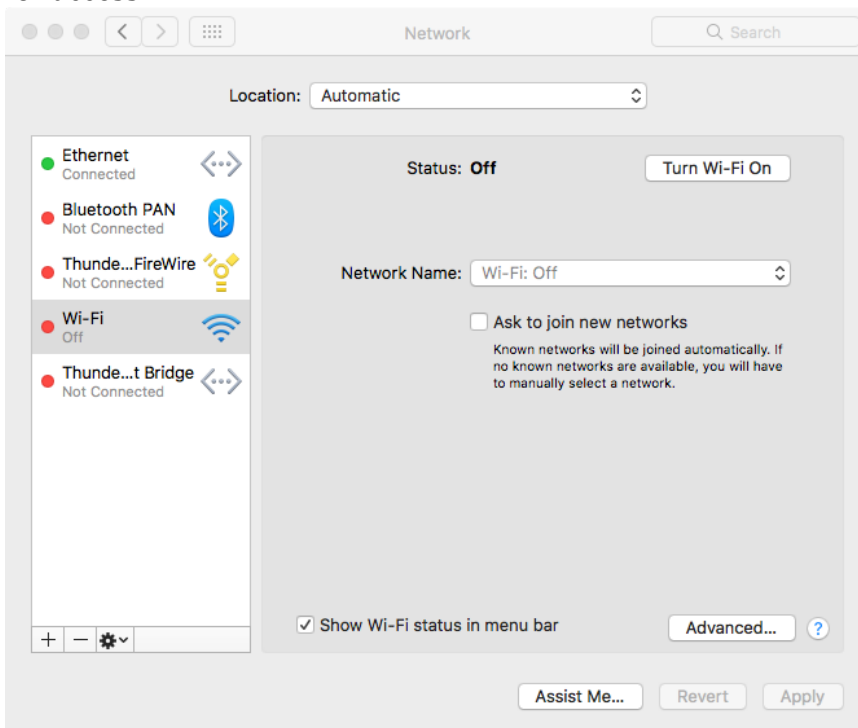 Network
Search
Location: Automatic
Ethernet
Connected
Bluetooth PAN
Not Connected
Thunde...FireWire
Not Connected
Wi-Fi
Off
Thunde...t Bridge
Not Connected
Status: Off
Turn Wi-Fi On
Network Name: Wi-Fi: Off
Ask to join new networks
Known networks will be joined automatically. If
no known networks are available, you will have
to manually select a network.
Show Wi-Fi status in menu bar
Advanced...
?
Assist Me...
Revert
Apply